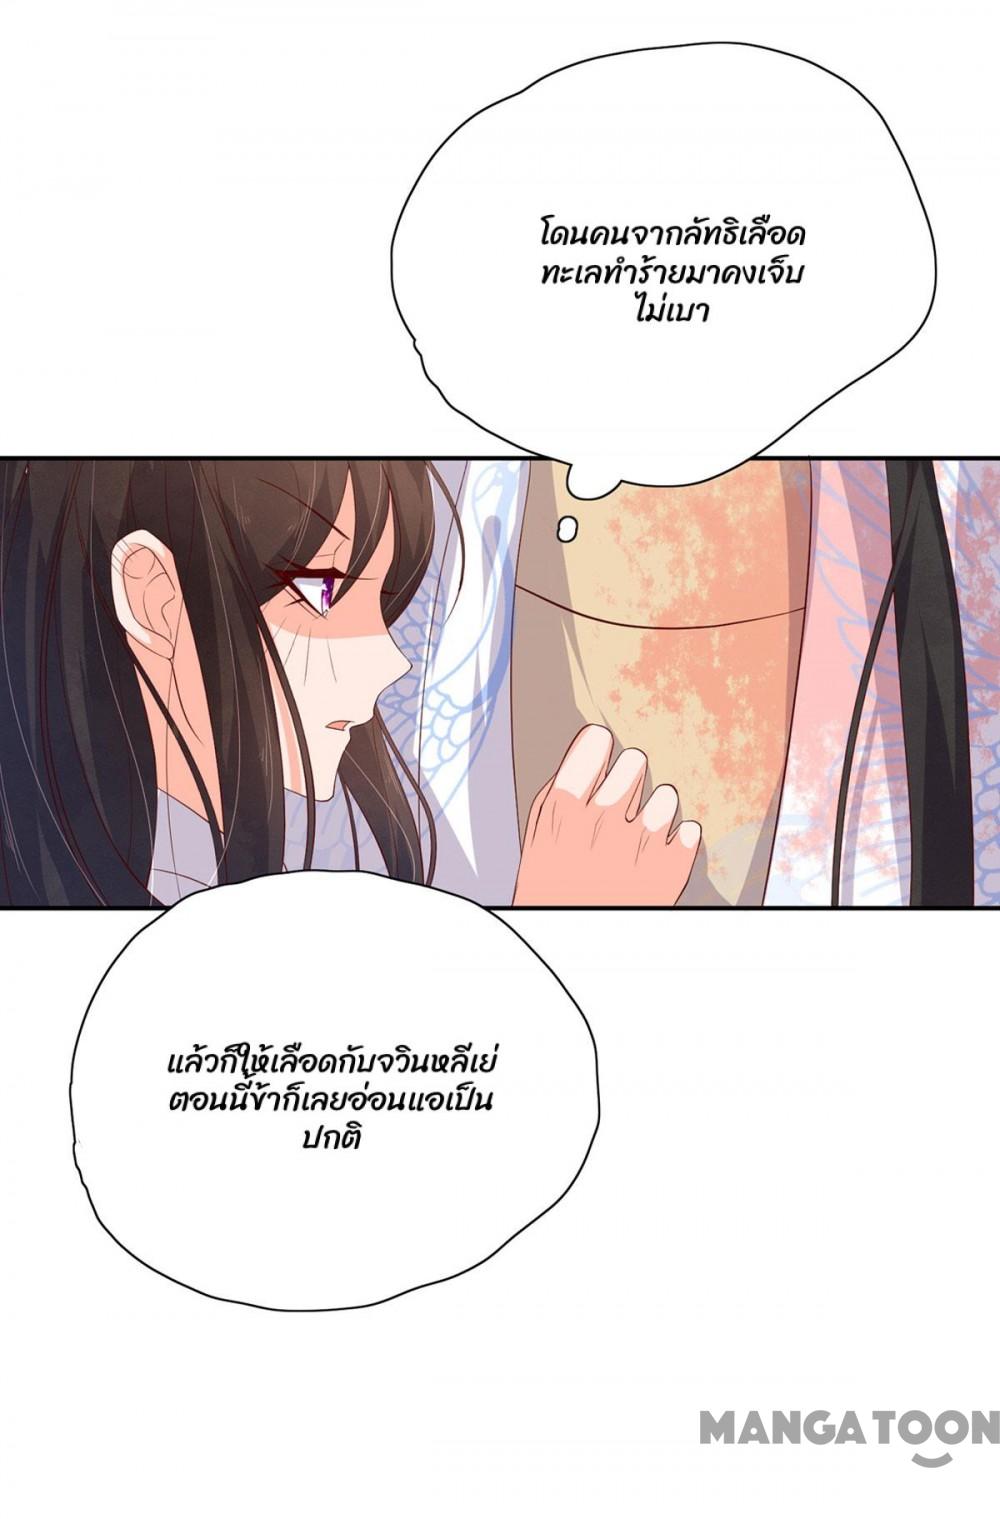 โดนคนจากลัทธิเลือด
ทะเลทำร้ายมาคงเจ็บ
ไม่เบา
แล้วก็ให้เลือดกับจวินหลีเย่
ตอนนี้ข้าก็เลยอ่อนแอเป็น
ปกติ
MANGATOON